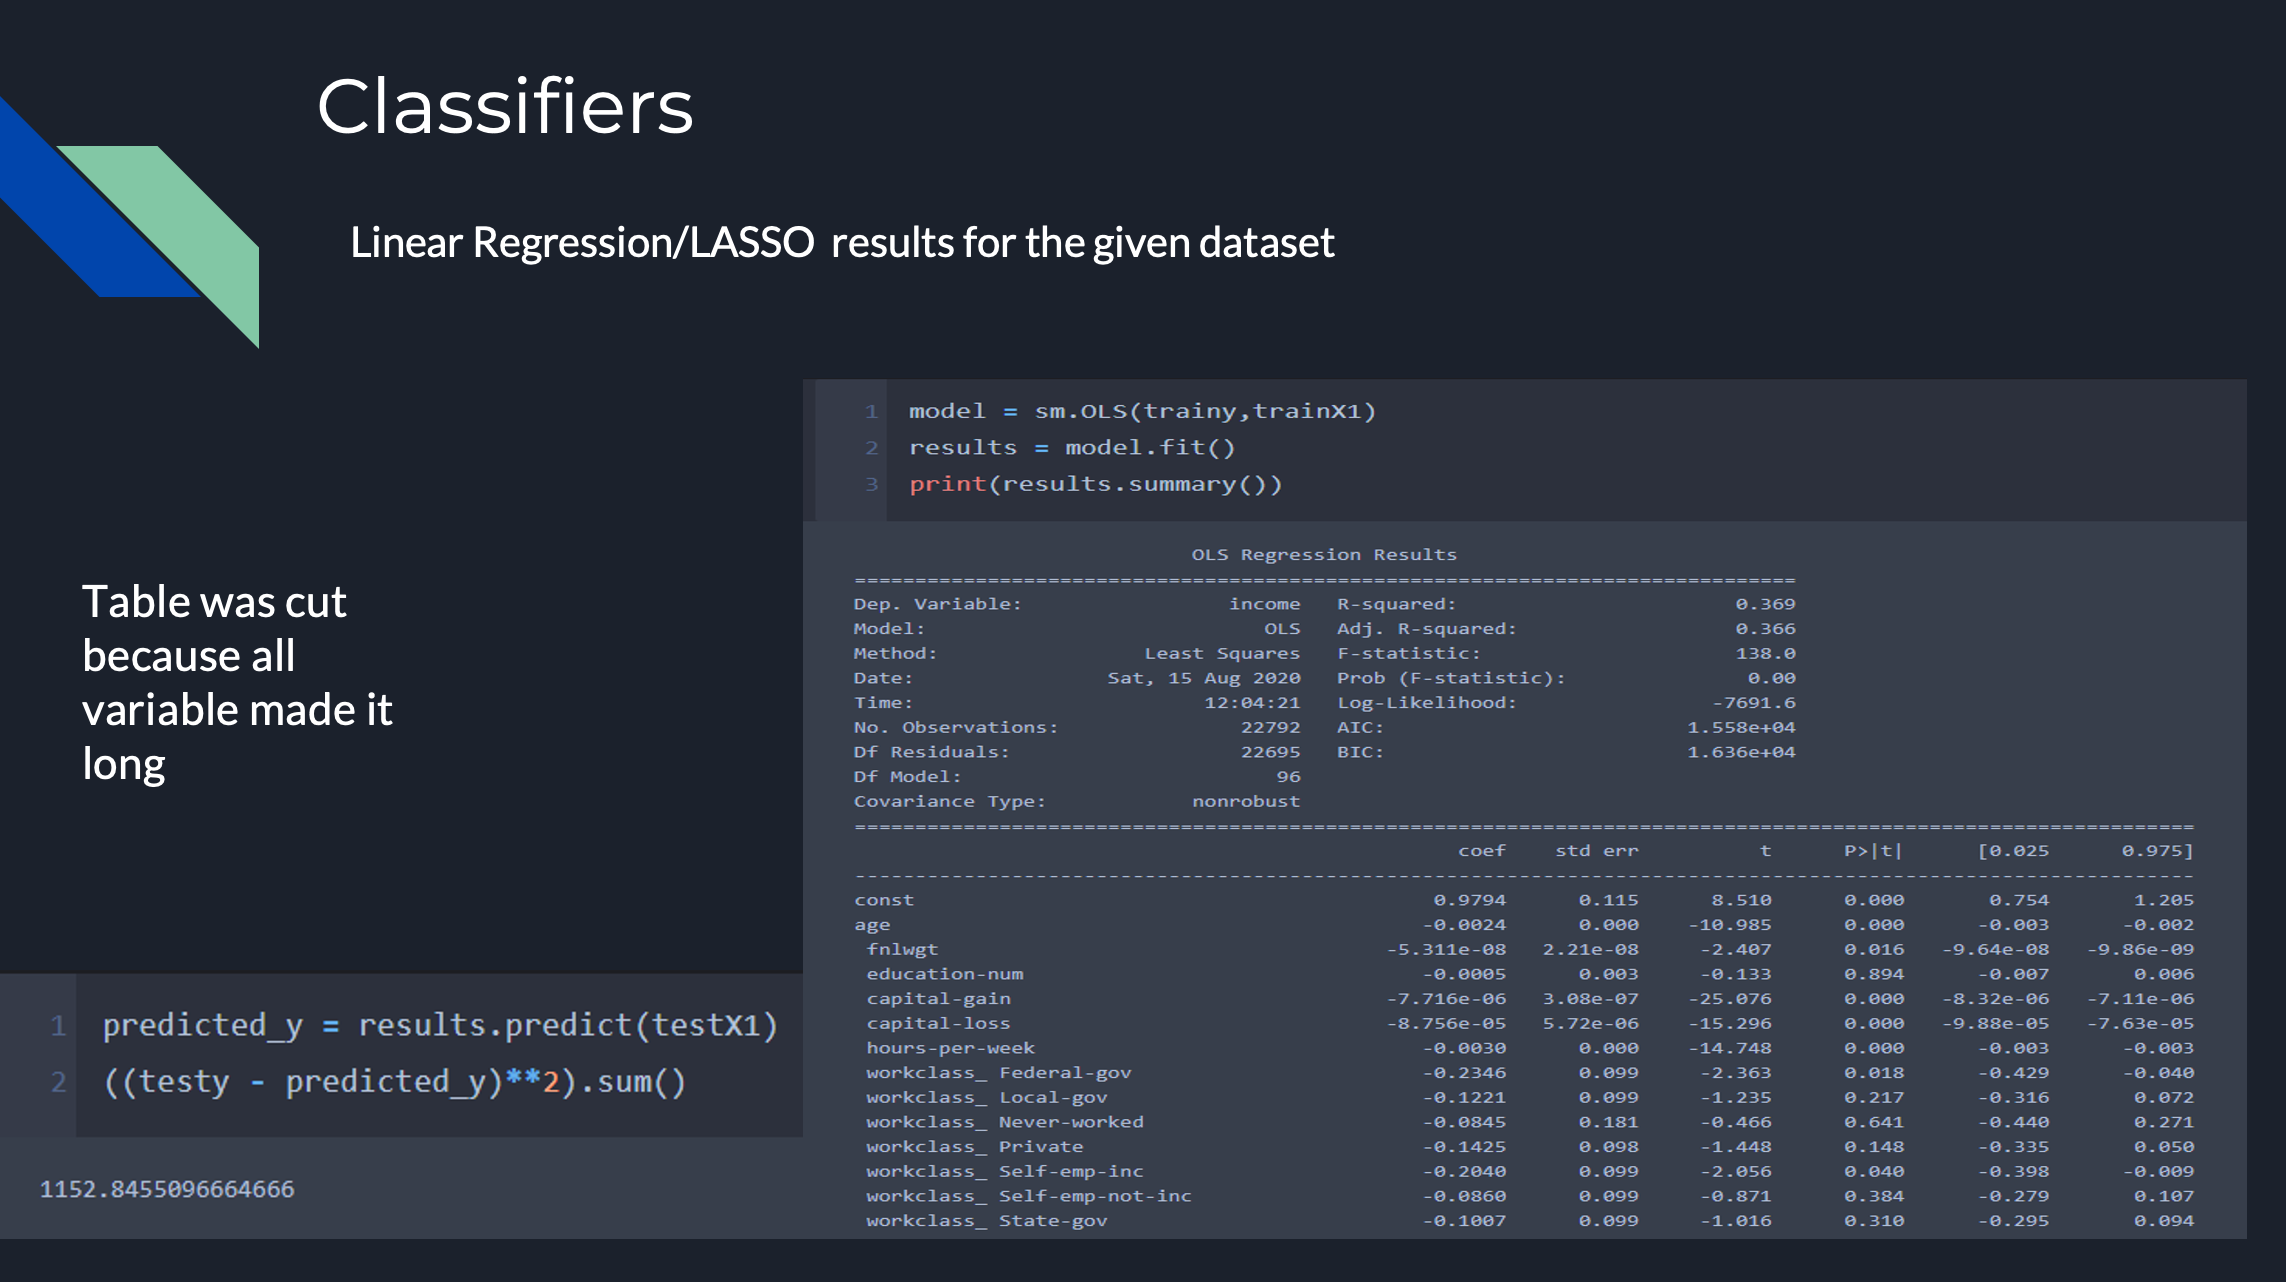 Classifiers
Linear Regression/LASSO results for the given dataset
Table was cut
because all
variable made it
long
1 predicted_y = results.predict(testX1)
2 ((testy - predicted_y)**2).sum()
1152.8455096664666
1 model = sm.OLS(trainy,trainX1)
2 results = model.fit()
3 print(results.summary())
OLS Regression Results
==============================================================================
Dep. Variable: income R-squared: 0.369
Model: OLS Adj. R-squared: 0.366
Method: Least Squares F-statistic: 138.0
Date: Sat, 15 Aug 2020 Prob (F-statistic): 0.00
Time: 12:04:21 Log-Likelihood: -7691.6
No. Observations: 22792 AIC: 1.558e+04
Df Residuals: 22695 BIC: 1.636e+04
Df Model: 96
Covariance Type: nonrobust
===============================================================================================================
coef std err t P>|t| [0.025 0.975]
---------------------------------------------------------------------------------------------------------------
const 0.9794 0.115 8.510 0.000 0.754 1.205
age -0.0024 0.000 -10.985 0.000 -0.003 -0.002
fnlwgt -5.311e-08 2.21e-08 -2.407 0.016 -9.64e-08 -9.86e-09
education-num -0.0005 0.003 -0.133 0.894 -0.007 0.006
capital-gain -7.716e-06 3.08e-07 -25.076 0.000 -8.32e-06 -7.11e-06
capital-loss -8.756e-05 5.72e-06 -15.296 0.000 -9.88e-05 -7.63e-05
hours-per-week -0.0030 0.000 -14.748 0.000 -0.003 -0.003
workclass_ Federal-gov -0.2346 0.099 -2.363 0.018 -0.429 -0.040
workclass_ Local-gov -0.1221 0.099 -1.235 0.217 -0.316 0.072
workclass_ Never-worked -0.0845 0.181 -0.466 0.641 -0.440 0.271
workclass_ Private -0.1425 0.098 -1.448 0.148 -0.335 0.050
workclass_ Self-emp-inc -0.2040 0.099 -2.056 0.040 -0.398 -0.009
workclass_ Self-emp-not-inc -0.0860 0.099 -0.871 0.384 -0.279 0.107
workclass_ State-gov -0.1007 0.099 -1.016 0.310 -0.295 0.094